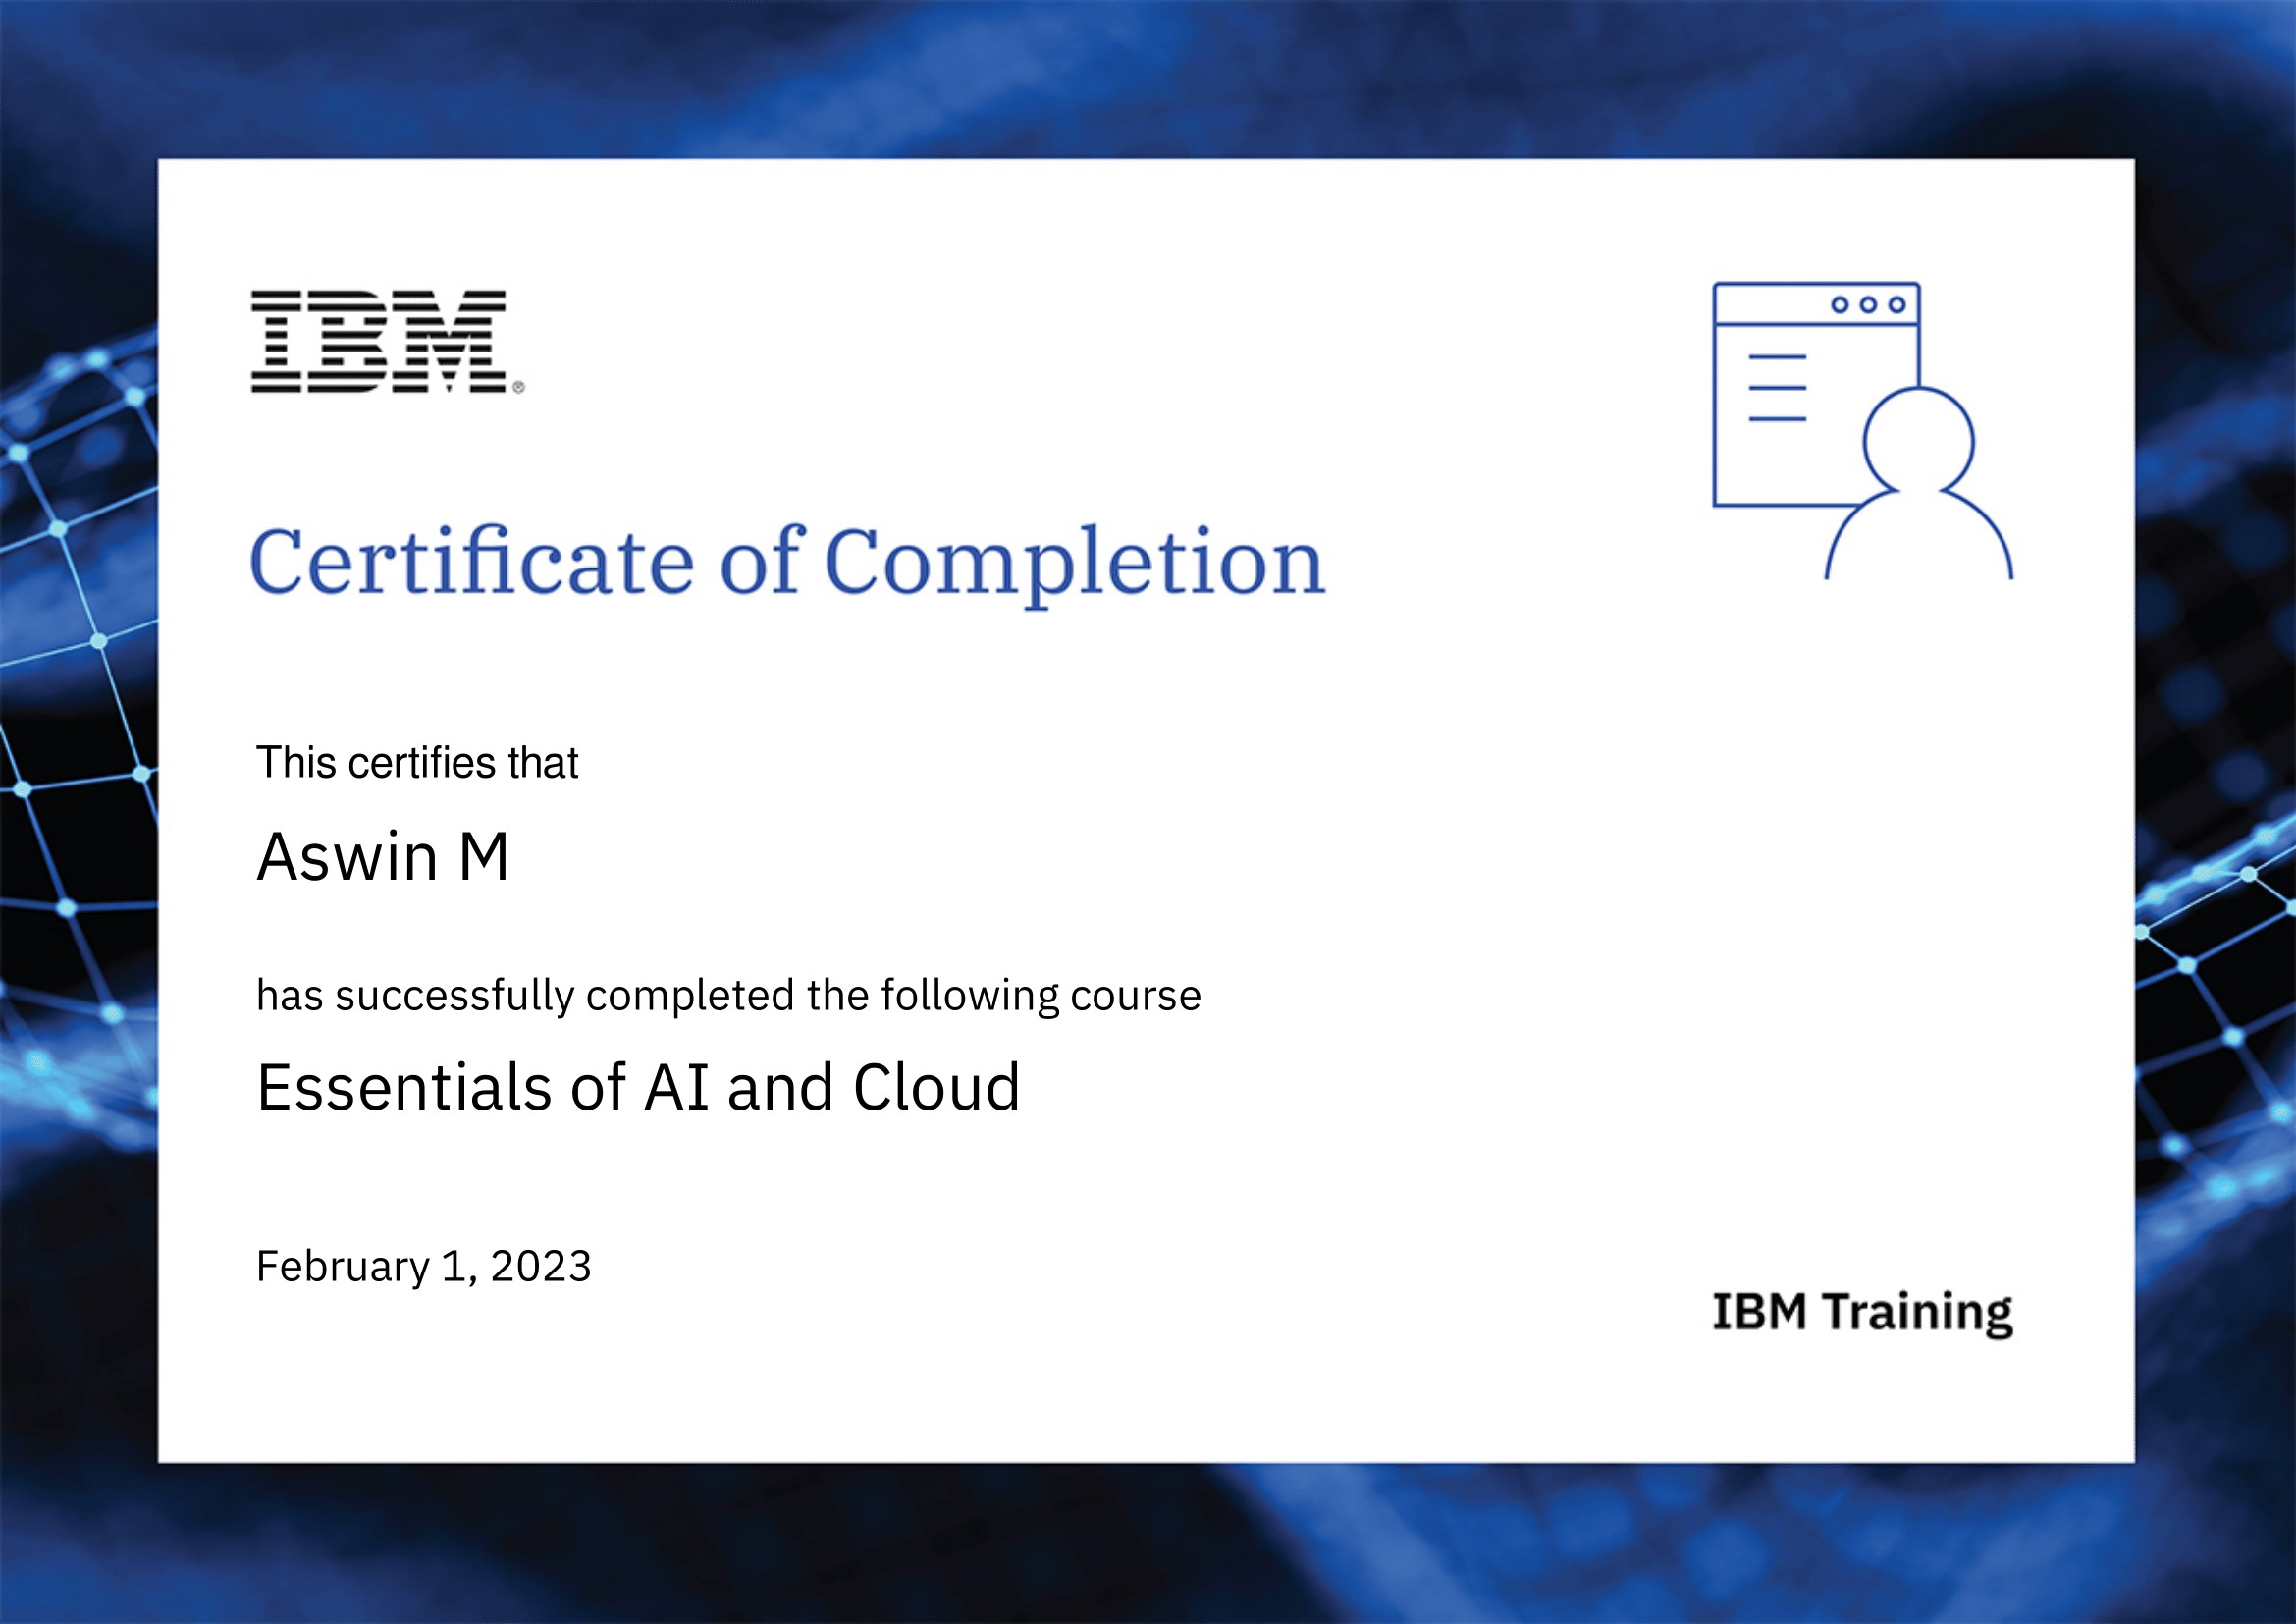 IBM®
Certificate of Completion
This certifies that
Aswin M
has successfully completed the following course
Essentials of AI and Cloud
February 1, 2023
IBM Training